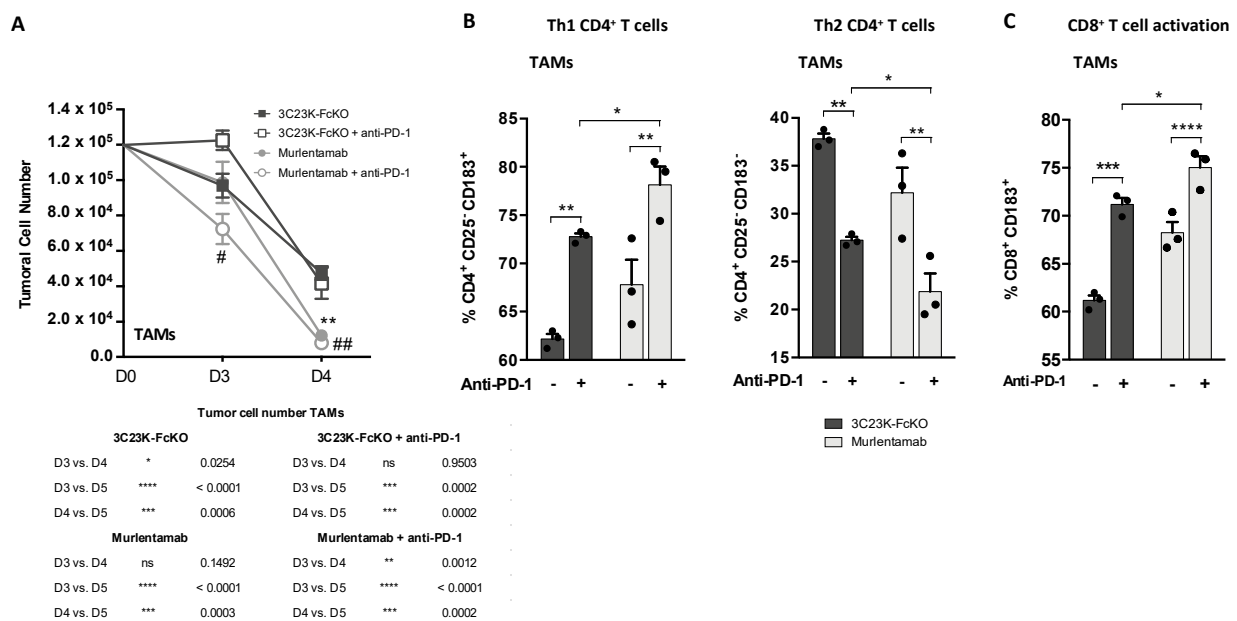 A
1.4 x 10⁵
1.2 x 10⁵
1.0 x 10⁵
8.0 x 10⁴
6.0 x 10⁴
4.0 x 10⁴
2.0 x 10⁴
0.0
Tumoral Cell Number
3C23K-FcKO
3C23K-FcKO + anti-PD-1
Murlentamab
Murlentamab + anti-PD-1
#
**
##
TAMs
D0 D3 D4
Tumor cell number TAMs
3C23K-FcKO
D3 vs. D4 * 0.0254
D3 vs. D5 **** < 0.0001
D4 vs. D5 *** 0.0006
3C23K-FcKO + anti-PD-1
D3 vs. D4 ns 0.9503
D3 vs. D5 *** 0.0002
D4 vs. D5 *** 0.0002
Murlentamab
D3 vs. D4 ns 0.1492
D3 vs. D5 **** < 0.0001
D4 vs. D5 *** 0.0003
Murlentamab + anti-PD-1
D3 vs. D4 ** 0.0012
D3 vs. D5 **** < 0.0001
D4 vs. D5 *** 0.0002
B
Th1 CD4⁺ T cells
TAMs
*
**
**
85
80
75
70
65
60
% CD4⁺ CD25⁻ CD183⁺
Anti-PD-1 - + - +
Th2 CD4⁺ T cells
TAMs
*
**
**
40
35
30
25
20
15
% CD4⁺ CD25⁻ CD183⁻
Anti-PD-1 - + - +
3C23K-FcKO
Murlentamab
C
CD8⁺ T cell activation
TAMs
*
****
***
80
75
70
65
60
55
% CD8⁺ CD183⁺
Anti-PD-1 - + - +